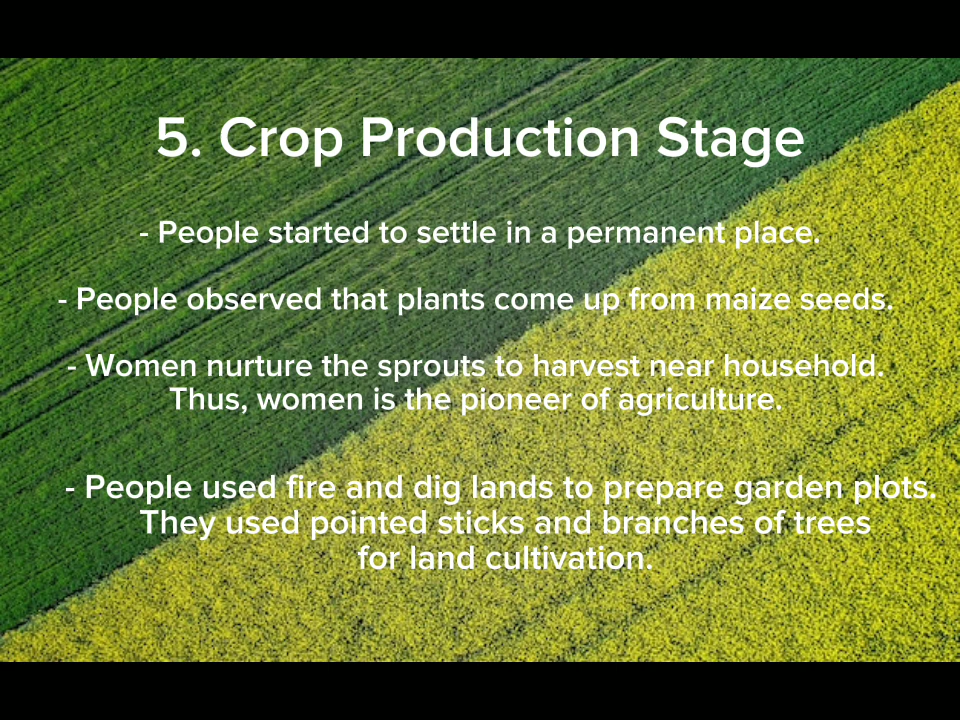 5. Crop Production Stage
- People started to settle in a permanent place.
- People observed that plants come up from maize seeds.
- Women nurture the sprouts to harvest near household.
Thus, women is the pioneer of agriculture.
- People used fire and dig lands to prepare garden plots.
They used pointed sticks and branches of trees
for land cultivation.